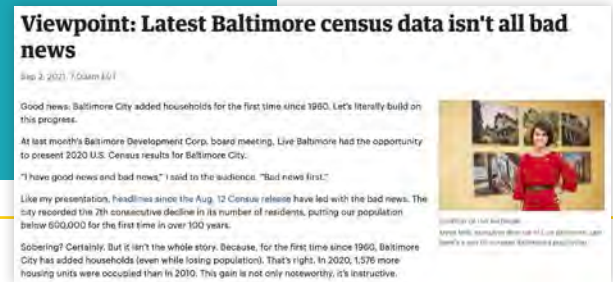 Viewpoint: Latest Baltimore census data isn't all bad
news
Sep 2, 2021, 7:00am EDT
Good news: Baltimore City added households for the first time since 1960. Let's literally build on
this progress.
At last month's Baltimore Development Corp. board meeting, Live Baltimore had the opportunity
to present 2020 U.S. Census results for Baltimore City.
"I have good news and bad news," I said to the audience. "Bad news first."
Like my presentation, headlines since the Aug. 12 Census release have led with the bad news. The
city recorded the 7th consecutive decline in its number of residents, putting our population
below 600,000 for the first time in over 100 years.
Sobering? Certainly. But it isn't the whole story. Because, for the first time since 1960, Baltimore
City has added households (even while losing population). That's right. In 2020, 1,576 more
housing units were occupied than in 2010. This gain is not only noteworthy, it's instructive.